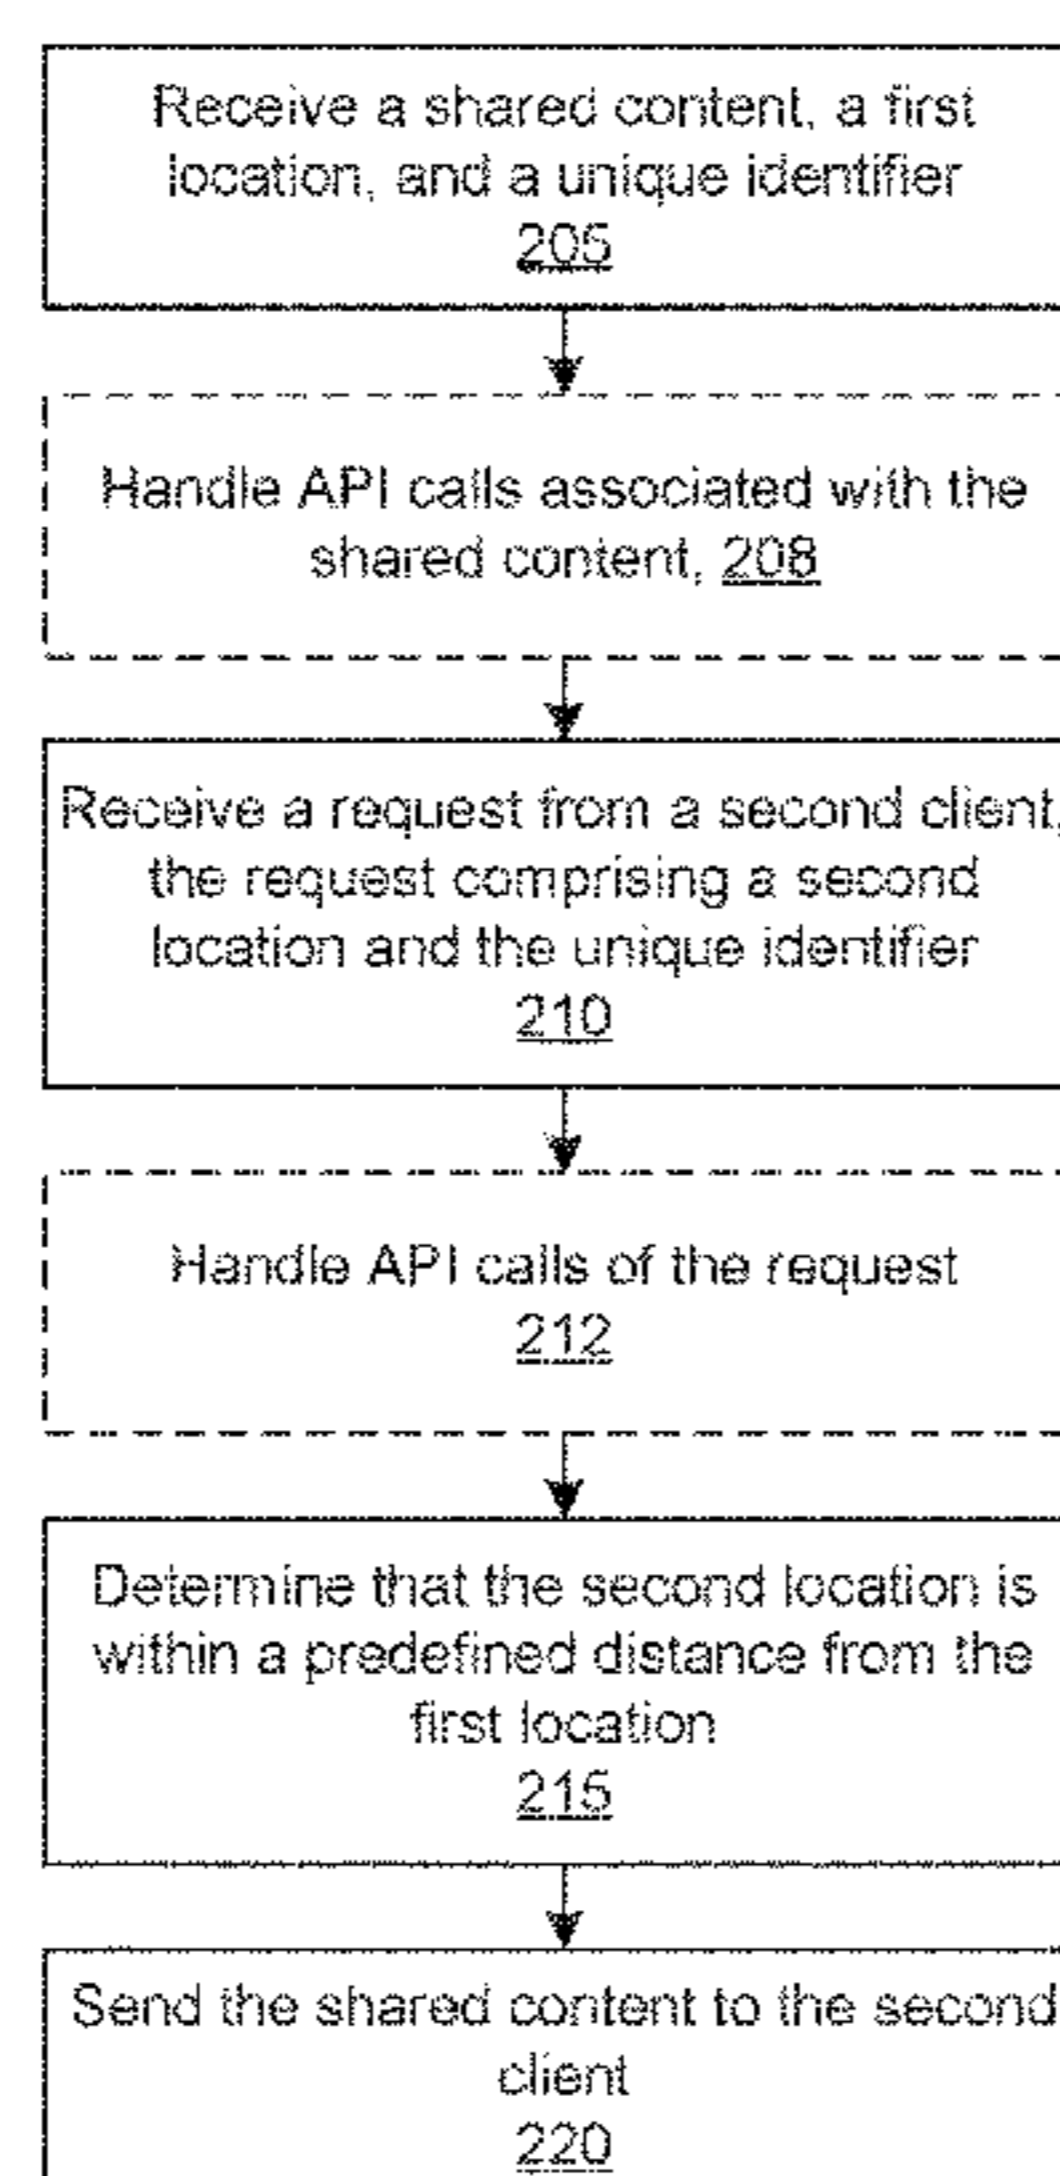 Receive a shared content, a first
location, and a unique identifier
205
Handle API calls associated with the
shared content, 208
Receive a request from a second client,
the request comprising a second
location and the unique identifier
210
Handle API calls of the request
212
Determine that the second location is
within a predefined distance from the
first location
215
Send the shared content to the second
client
220